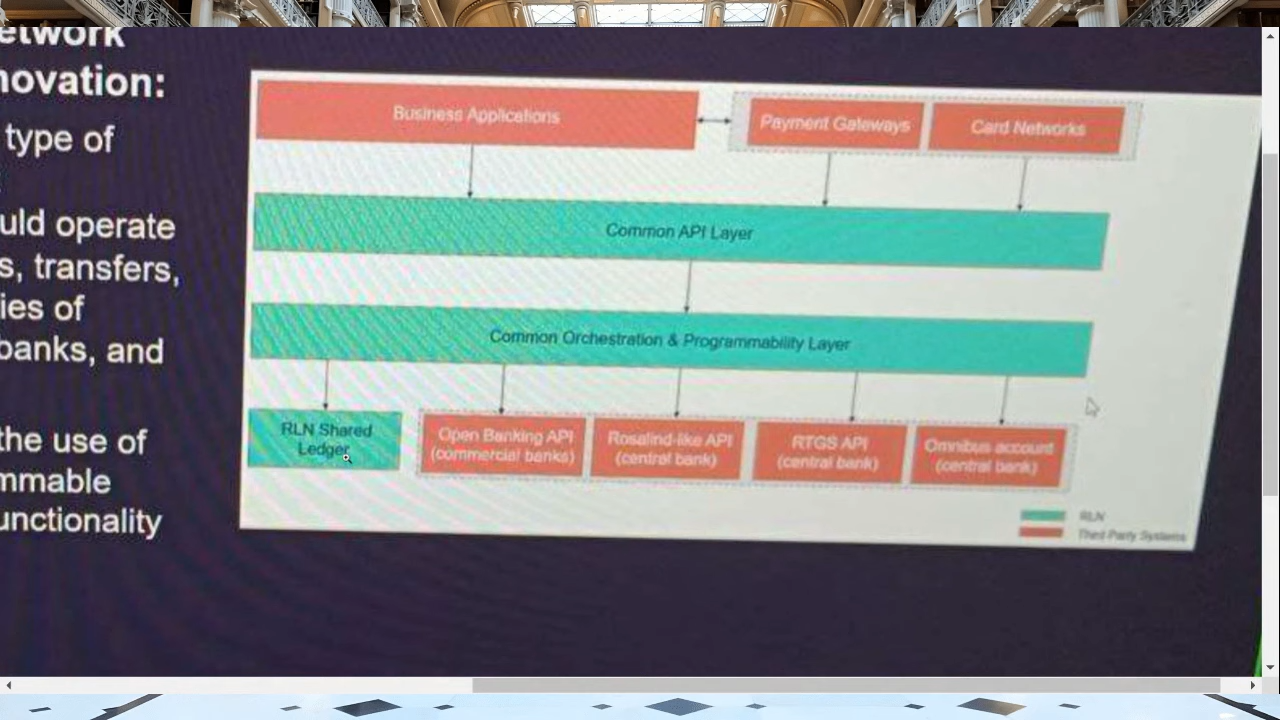 etwork
novation:
type of
uld operate
s, transfers,
ies of
banks, and
the use of
mmable
unctionality
Business Applications
Payment Gateways
Card Networks
Common API Layer
Common Orchestration & Programmability Layer
RLN Shared
Ledger
Open Banking API
(commercial banks)
Rosalind-like API
(central bank)
RTGS API
(central bank)
Omnibus account
(central bank)
RLN
Third Party Systems